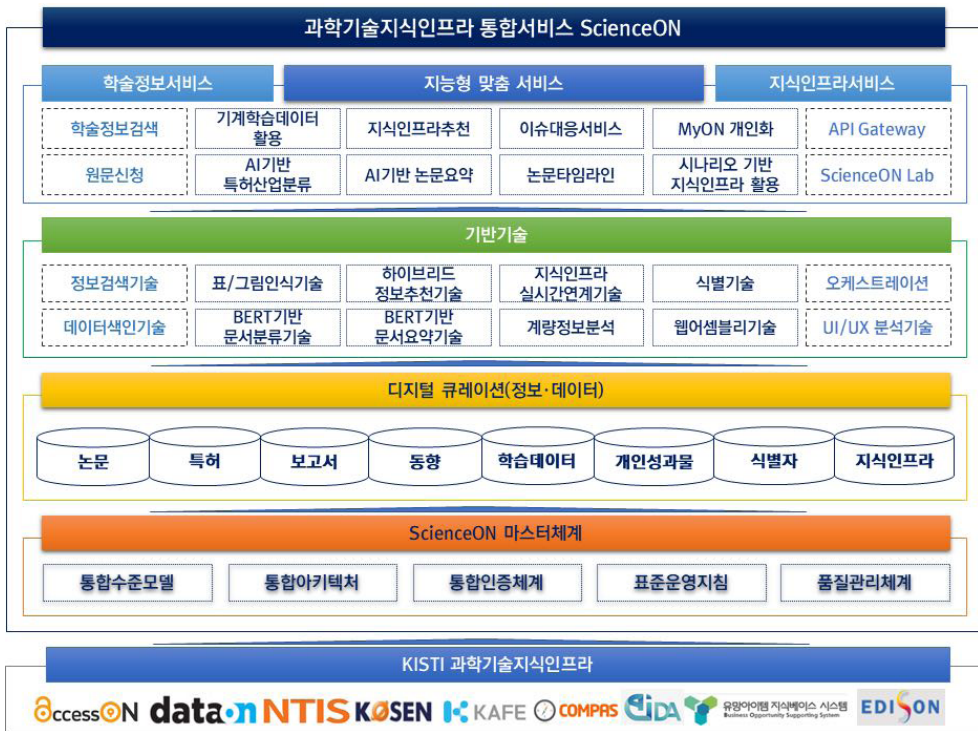 과학기술지식인프라 통합서비스 ScienceON
학술정보서비스
지능형 맞춤 서비스
지식인프라서비스
학술정보검색
기계학습데이터
활용
지식인프라추천
이슈대응서비스
MyON 개인화
API Gateway
원문신청
AI기반
특허산업분류
AI기반 논문요약
논문타임라인
시나리오 기반
지식인프라 활용
ScienceON Lab
기반기술
정보검색기술
표/그림인식기술
하이브리드
정보추천기술
지식인프라
실시간연계기술
식별기술
오케스트레이션
데이터색인기술
BERT기반
문서분류기술
BERT기반
문서요약기술
계량정보분석
웹어셈블리기술
UI/UX 분석기술
디지털 큐레이션(정보·데이터)
논문
특허
보고서
동향
학습데이터
개인성과물
식별자
지식인프라
ScienceON 마스터체계
통합수준모델
통합아키텍처
통합인증체계
표준운영지침
품질관리체계
KISTI 과학기술지식인프라
accessON
dataon
NTIS
KOSEN
KAFE
COMPAS
유망아이템 지식베이스 시스템
Business Opportunity Supporting System
EDISON